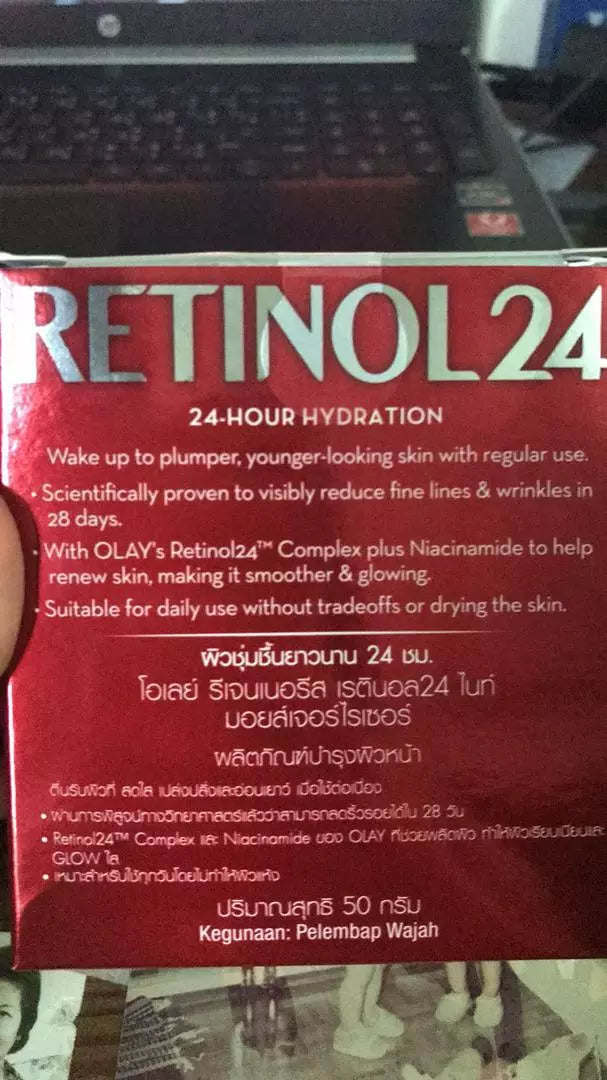 RETINOL24
24-HOUR HYDRATION
Wake up to plumper, younger-looking skin with regular use.
• Scientifically proven to visibly reduce fine lines & wrinkles in
28 days.
• With OLAY's Retinol24™ Complex plus Niacinamide to help
renew skin, making it smoother & glowing.
• Suitable for daily use without tradeoffs or drying the skin.
ผิวชุ่มชื้นยาวนาน 24 ชม.
โอเลย์ รีเจนเนอรีส เรตินอล24 ไนท์
มอยส์เจอร์ไรเซอร์
ผลิตภัณฑ์บำรุงผิวหน้า
ตื่นรับผิวที่ สดใส เปล่งปลั่งและอ่อนเยาว์ เมื่อใช้ต่อเนื่อง
• ผ่านการพิสูจน์ทางวิทยาศาสตร์แล้วว่าสามารถลดริ้วรอยได้ใน 28 วัน
• Retinol24™ Complex และ Niacinamide ของ OLAY ที่ช่วยผลัดผิว ทำให้ผิวเรียบเนียนและ
GLOW ใส
• เหมาะสำหรับใช้ทุกวันโดยไม่ทำให้ผิวแห้ง
ปริมาณสุทธิ 50 กรัม
Kegunaan: Pelembap Wajah